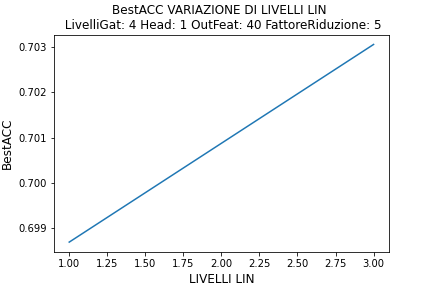 BestACC VARIAZIONE DI LIVELLI LIN
LivelliGat: 4 Head: 1 OutFeat: 40 FattoreRiduzione: 5
BestACC
0.703
0.702
0.701
0.700
0.699
1.00 1.25 1.50 1.75 2.00 2.25 2.50 2.75 3.00
LIVELLI LIN